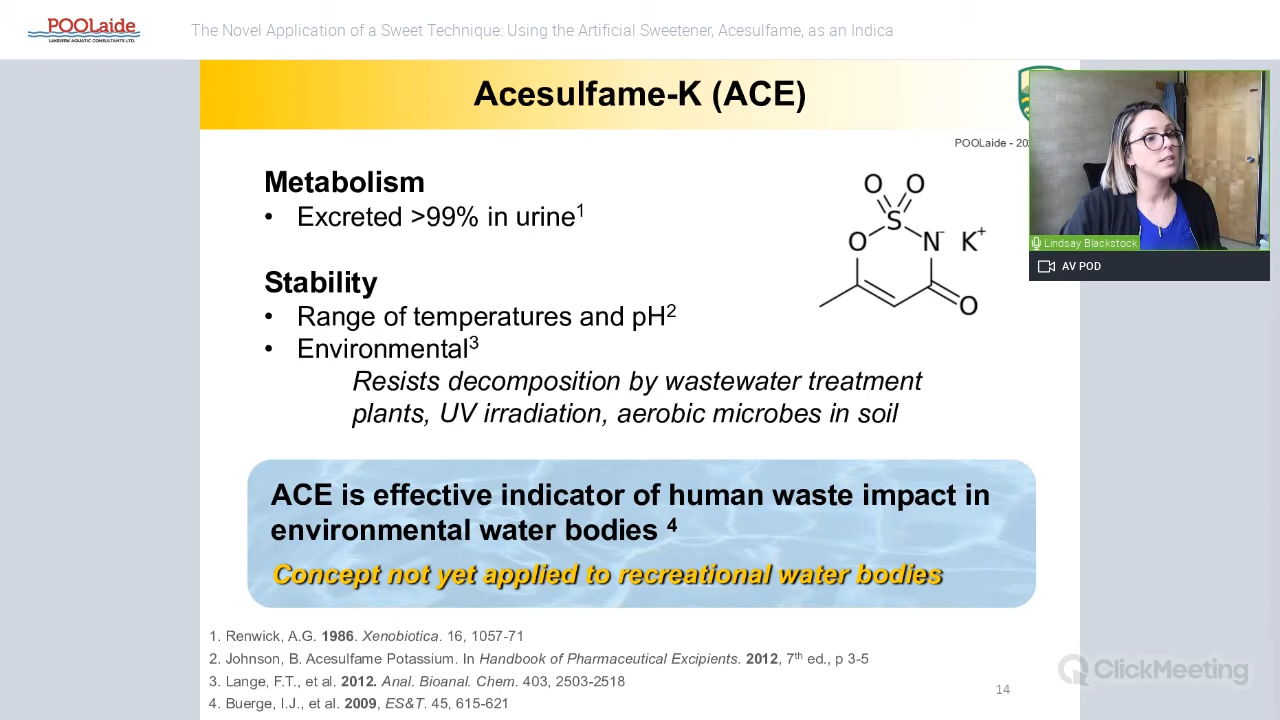 POOLaide
LAKEVIEW AQUATIC CONSULTANTS LTD.
The Novel Application of a Sweet Technique: Using the Artificial Sweetener, Acesulfame, as an Indica
Acesulfame-K (ACE)
POOLaide - 20
Metabolism
• Excreted >99% in urine1
Stability
• Range of temperatures and pH2
• Environmental3
Resists decomposition by wastewater treatment
plants, UV irradiation, aerobic microbes in soil
O O
S
O N- K+
O
Lindsay Blackstock
AV POD
ACE is effective indicator of human waste impact in
environmental water bodies 4
Concept not yet applied to recreational water bodies
1. Renwick, A.G. 1986. Xenobiotica. 16, 1057-71
2. Johnson, B. Acesulfame Potassium. In Handbook of Pharmaceutical Excipients. 2012, 7th ed., p 3-5
3. Lange, F.T., et al. 2012. Anal. Bioanal. Chem. 403, 2503-2518
4. Buerge, I.J., et al. 2009, ES&T. 45, 615-621
14
ClickMeeting